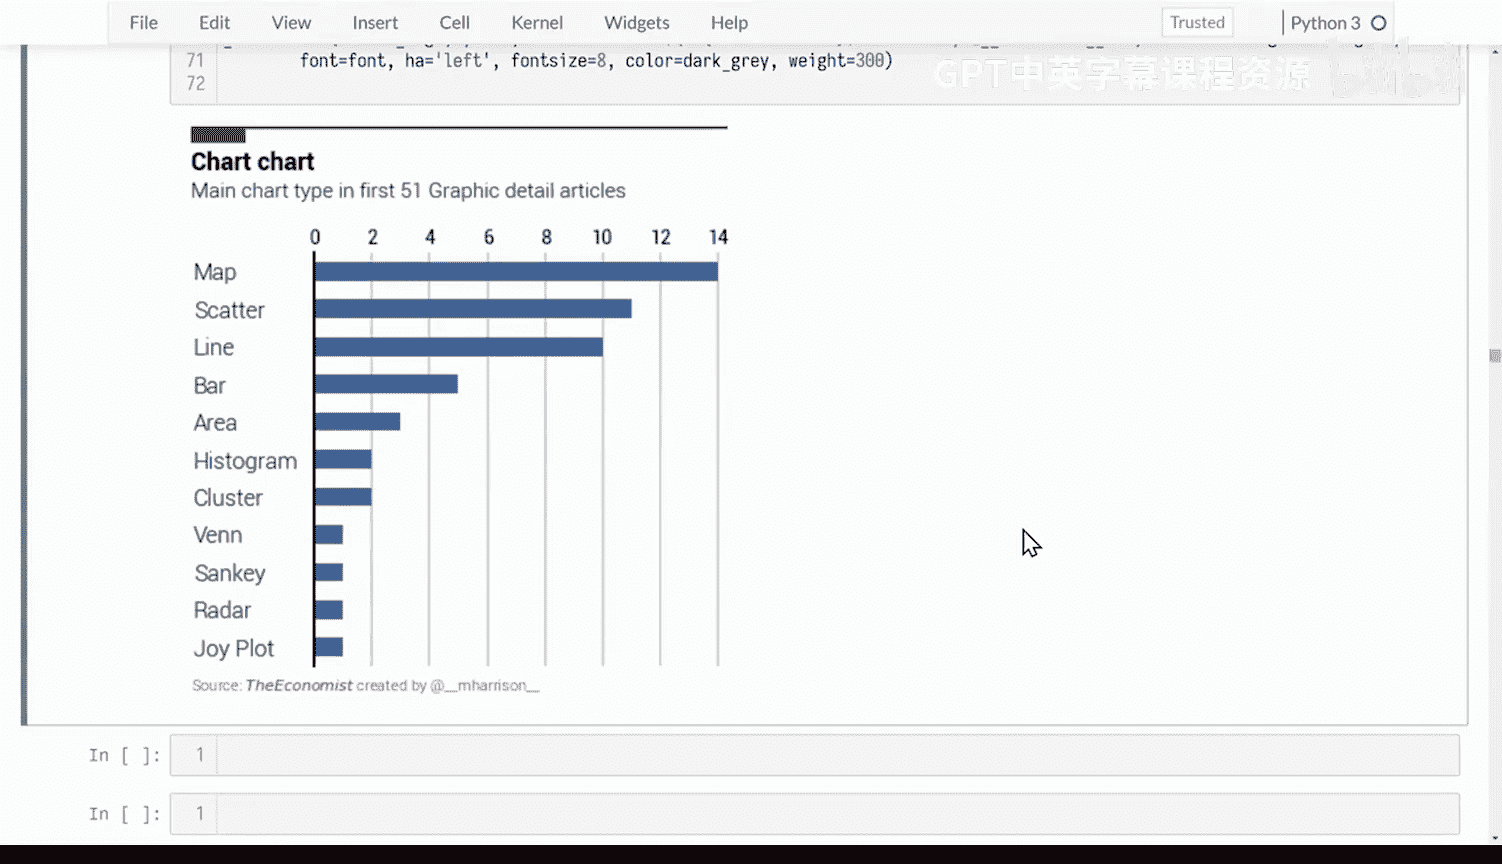 File Edit View Insert Cell Kernel Widgets Help Trusted Python 3
71 font=font, ha='left', fontsize=8, color=dark_grey, weight=300)
72
GPT中英字幕课程资源
Chart chart
Main chart type in first 51 Graphic detail articles
0 2 4 6 8 10 12 14
Map
Scatter
Line
Bar
Area
Histogram
Cluster
Venn
Sankey
Radar
Joy Plot
Source: TheEconomist created by @__mharrison__
In [ ]: 1
In [ ]: 1